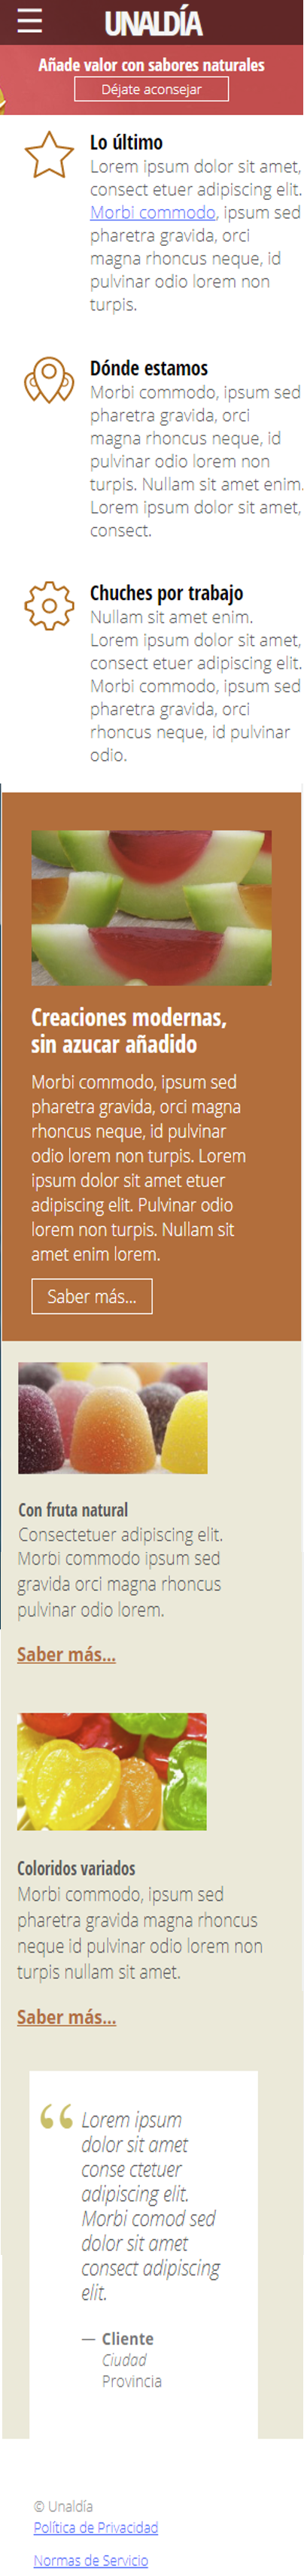 UNALDÍA
Añade valor con sabores naturales
Déjate aconsejar
Lo último
Lorem ipsum dolor sit amet,
consect etuer adipiscing elit.
Morbi commodo, ipsum sed
pharetra gravida, orci
magna rhoncus neque, id
pulvinar odio lorem non
turpis.
Dónde estamos
Morbi commodo, ipsum sed
pharetra gravida, orci
magna rhoncus neque, id
pulvinar odio lorem non
turpis. Nullam sit amet enim.
Lorem ipsum dolor sit amet,
consect.
Chuches por trabajo
Nullam sit amet enim.
Lorem ipsum dolor sit amet,
consect etuer adipiscing elit.
Morbi commodo, ipsum sed
pharetra gravida, orci
rhoncus neque, id pulvinar
odio.
Creaciones modernas,
sin azucar añadido
Morbi commodo, ipsum sed
pharetra gravida, orci magna
rhoncus neque, id pulvinar
odio lorem non turpis. Lorem
ipsum dolor sit amet etuer
adipiscing elit. Pulvinar odio
lorem non turpis. Nullam sit
amet enim lorem.
Saber más...
Con fruta natural
Consectetuer adipiscing elit.
Morbi commodo ipsum sed
gravida orci magna rhoncus
pulvinar odio lorem.
Saber más...
Coloridos variados
Morbi commodo, ipsum sed
pharetra gravida magna rhoncus
neque id pulvinar odio lorem non
turpis nullam sit amet.
Saber más...
“ Lorem ipsum
dolor sit amet
conse ctetuer
adipiscing elit.
Morbi comod sed
dolor sit amet
consect adipiscing
elit.
— Cliente
Ciudad
Provincia
© Unaldía
Política de Privacidad
Normas de Servicio